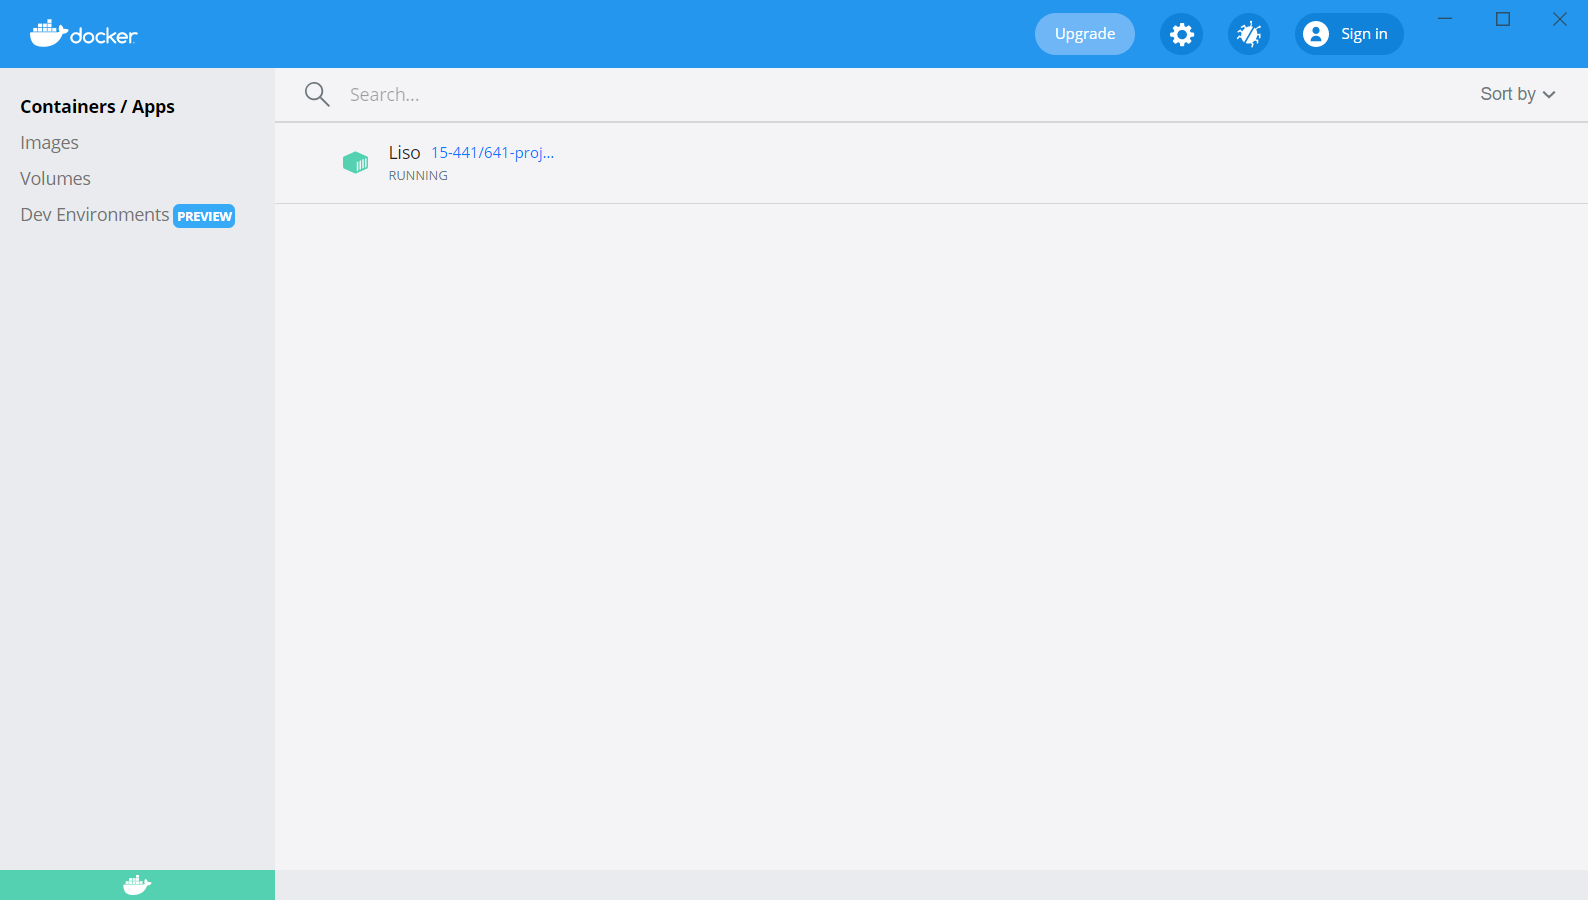 docker
Upgrade
Sign in
Containers / Apps
Images
Volumes
Dev Environments PREVIEW
Search...
Sort by
Liso 15-441/641-proj...
RUNNING